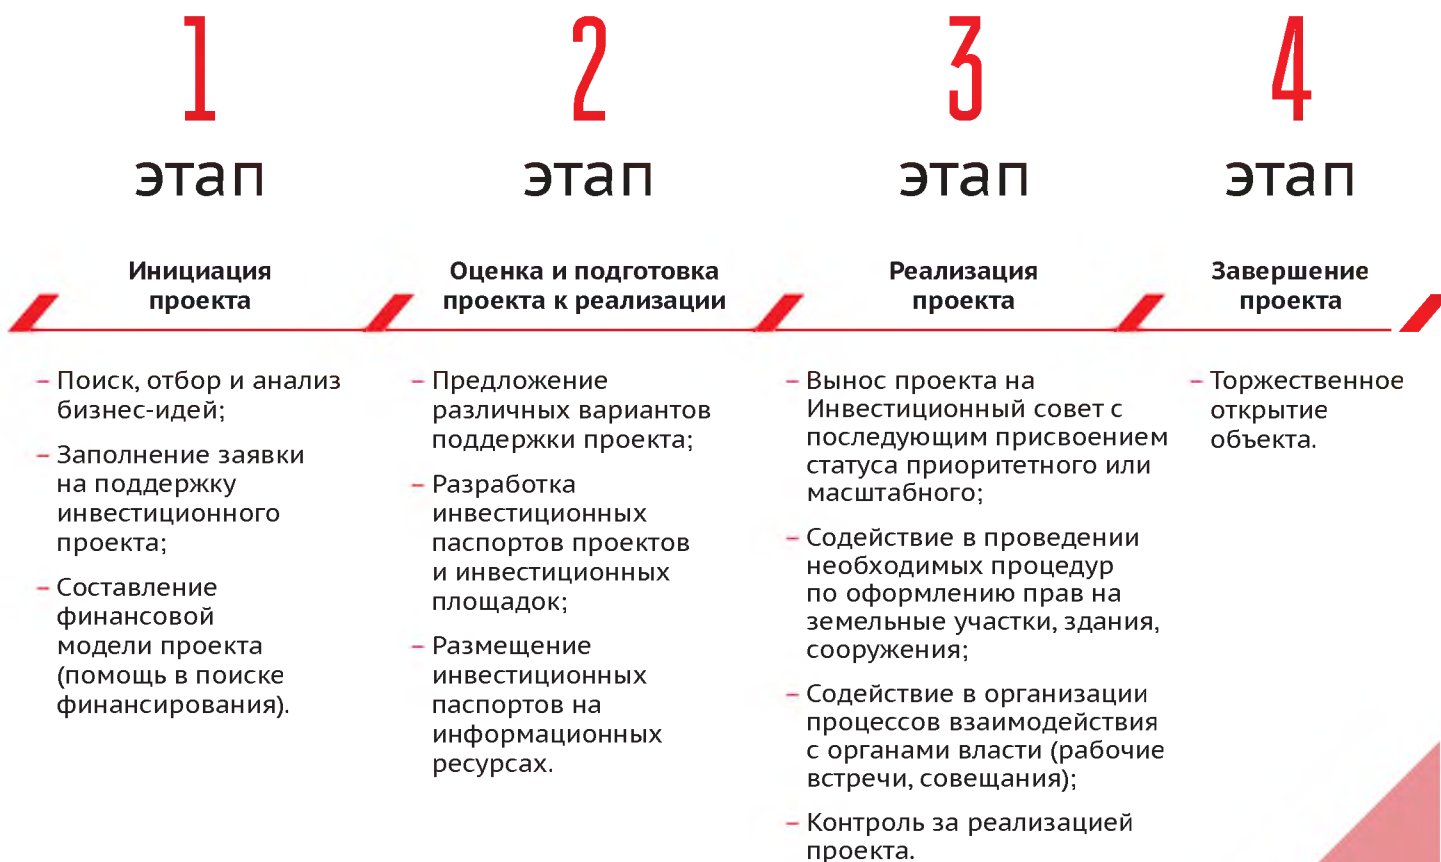 1
этап
Инициация
проекта
– Поиск, отбор и анализ
бизнес-идей;
– Заполнение заявки
на поддержку
инвестиционного
проекта;
– Составление
финансовой
модели проекта
(помощь в поиске
финансирования).
2
этап
Оценка и подготовка
проекта к реализации
– Предложение
различных вариантов
поддержки проекта;
– Разработка
инвестиционных
паспортов проектов
и инвестиционных
площадок;
– Размещение
инвестиционных
паспортов на
информационных
ресурсах.
3
этап
Реализация
проекта
– Вынос проекта на
Инвестиционный совет с
последующим присвоением
статуса приоритетного или
масштабного;
– Содействие в проведении
необходимых процедур
по оформлению прав на
земельные участки, здания,
сооружения;
– Содействие в организации
процессов взаимодействия
с органами власти (рабочие
встречи, совещания);
– Контроль за реализацией
проекта.
4
этап
Завершение
проекта
– Торжественное
открытие
объекта.